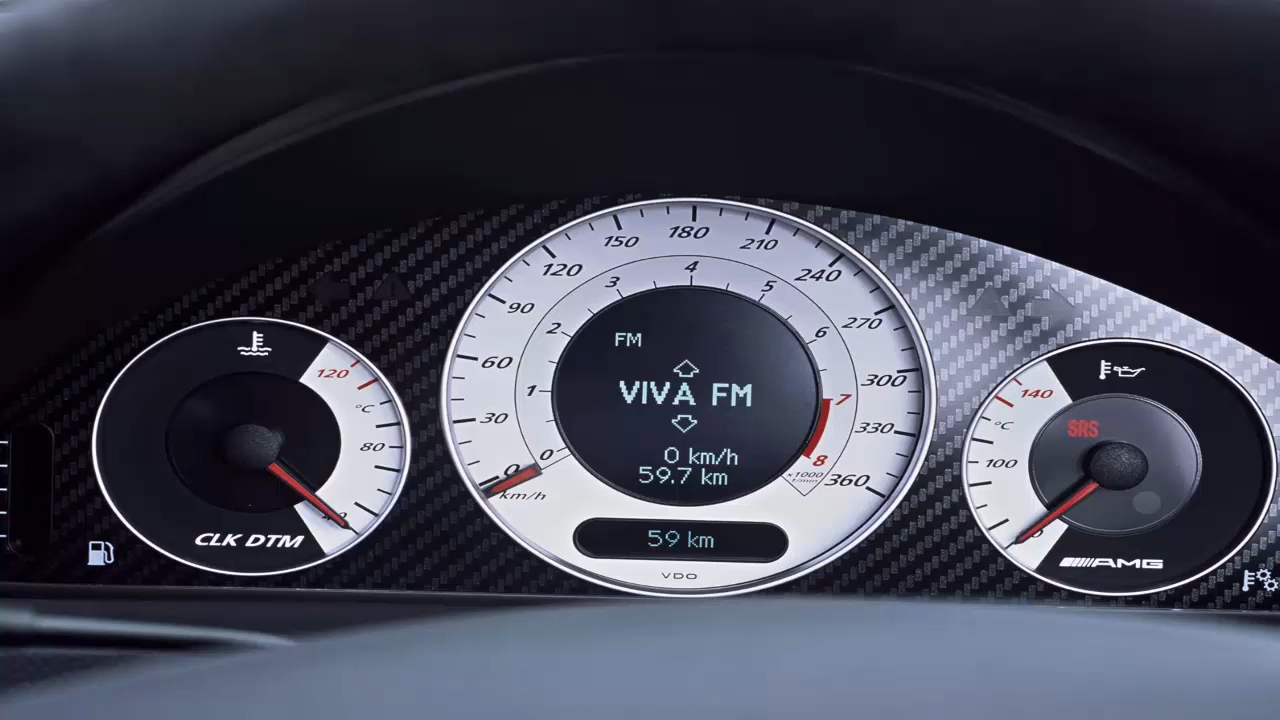 120
°C
80
CLK DTM
0
30
60
90
120
150
180
210
240
270
300
330
360
km/h
0
1
2
3
4
5
6
7
8
x1000
1/min
FM
VIVA FM
0 km/h
59.7 km
59 km
VDO
140
°C
100
SRS
AMG